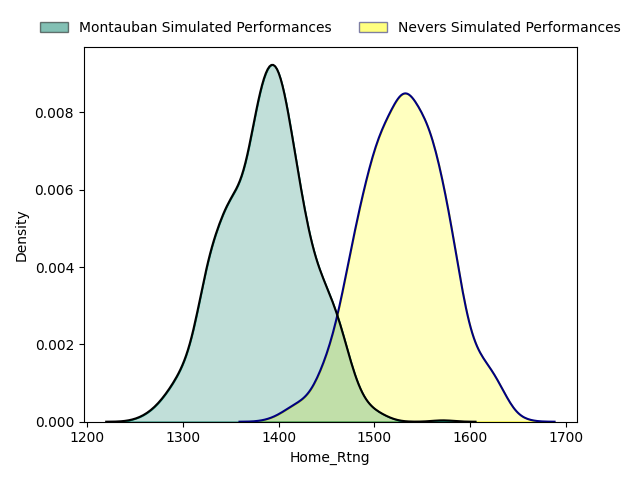 Montauban Simulated Performances Nevers Simulated Performances
Density
0.008
0.006
0.004
0.002
0.000
1200 1300 1400 1500 1600 1700
Home_Rtng